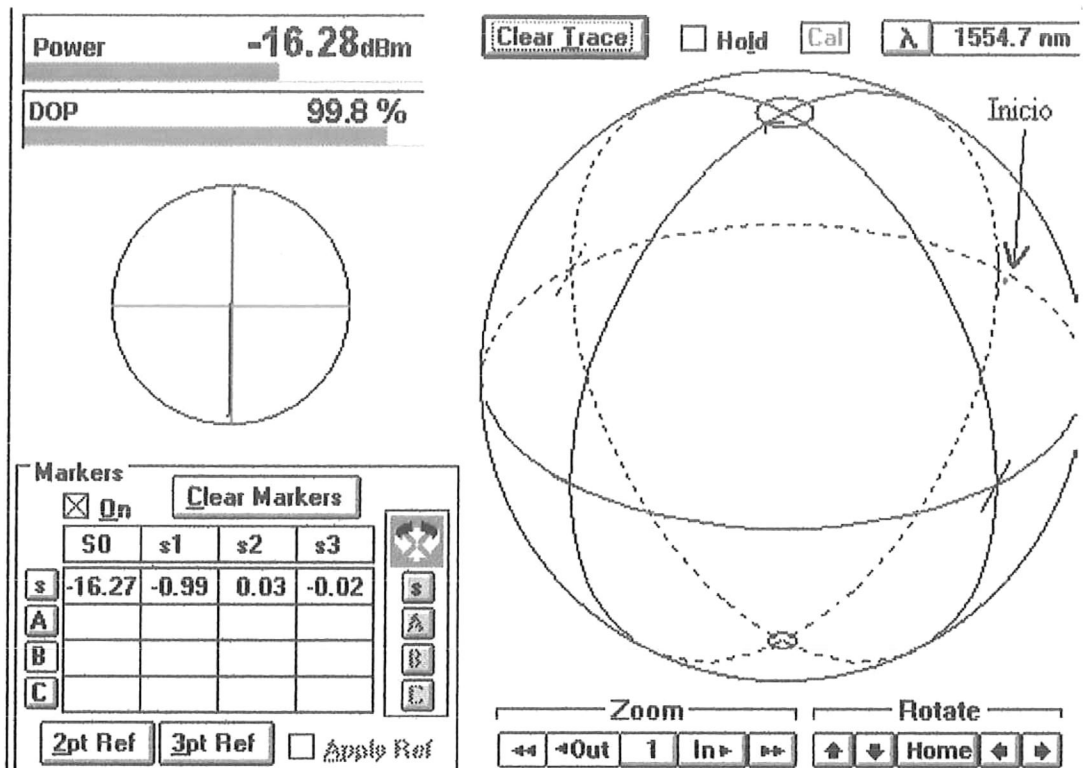 Power -16.28dBm
DOP 99.8 %
Clear Trace Hold Cal λ 1554.7 nm
Inicio
Markers
On Clear Markers
S0 s1 s2 s3
s -16.27 -0.99 0.03 -0.02 s
A A
B B
C C
2pt Ref 3pt Ref Apply Ref
Zoom
Out 1 In
Rotate
Home